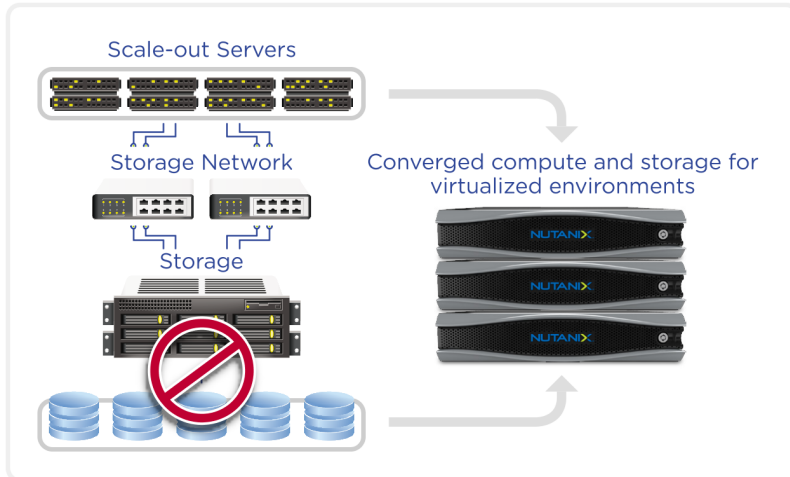 Scale-out Servers
Storage Network
Storage
Converged compute and storage for
virtualized environments
NUTANIX
NUTANIX
NUTANIX